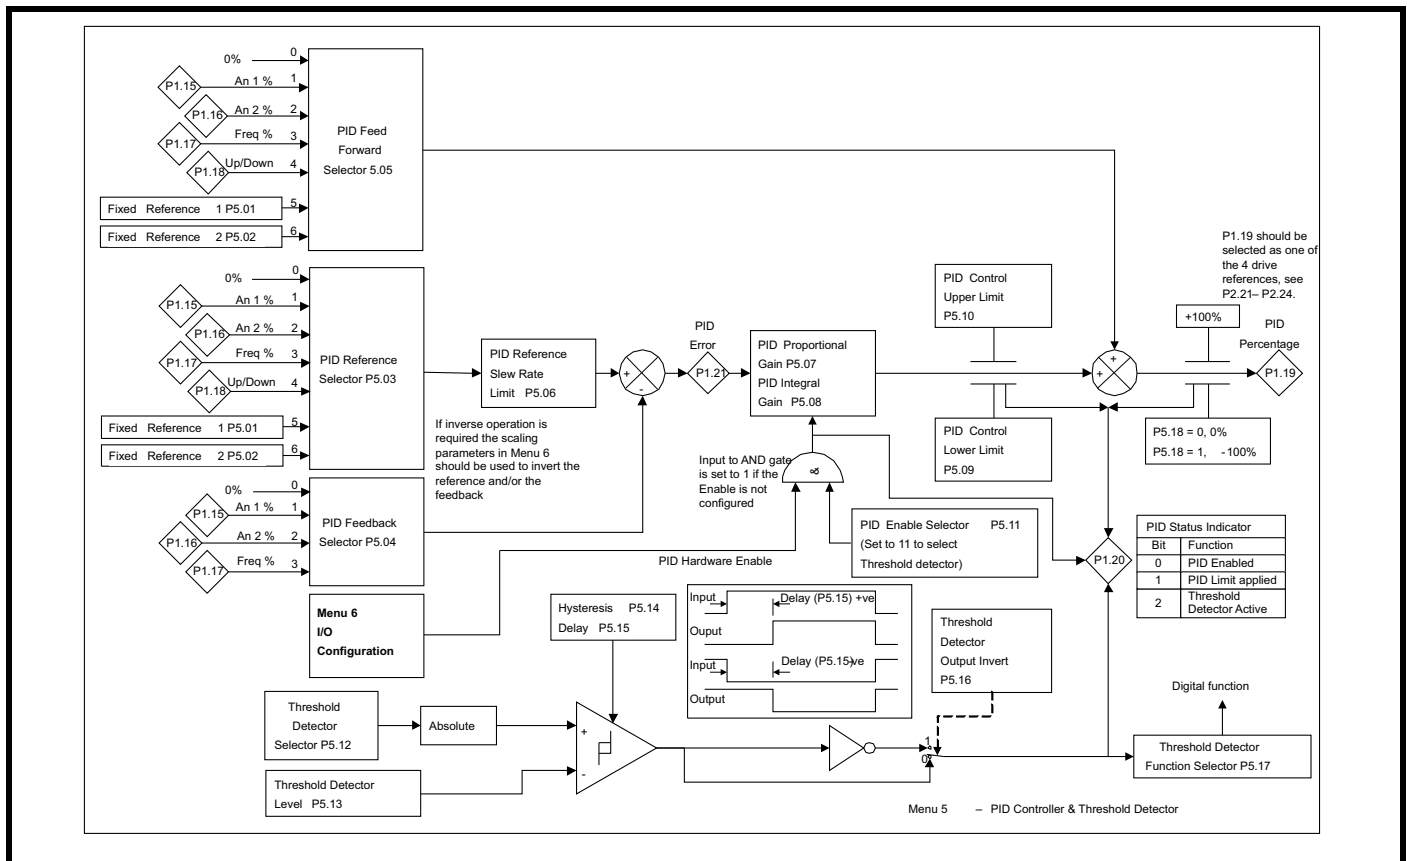 0% 0
P1.15 An 1 % 1
P1.16 An 2 % 2
P1.17 Freq % 3
P1.18 Up/Down 4
Fixed Reference 1 P5.01 5
Fixed Reference 2 P5.02 6
PID Feed
Forward
Selector 5.05
0% 0
P1.15 An 1 % 1
P1.16 An 2 % 2
P1.17 Freq % 3
P1.18 Up/Down 4
Fixed Reference 1 P5.01 5
Fixed Reference 2 P5.02 6
PID Reference
Selector P5.03
PID Reference
Slew Rate
Limit P5.06
+
-
PID
Error
P1.21
PID Proportional
Gain P5.07
PID Integral
Gain P5.08
PID Control
Upper Limit
P5.10
PID Control
Lower Limit
P5.09
+
+
P1.19 should be
selected as one of
the 4 drive
references, see
P2.21– P2.24.
+100%
PID
Percentage
P1.19
P5.18 = 0, 0%
P5.18 = 1, -100%
If inverse operation is
required the scaling
parameters in Menu 6
should be used to invert the
reference and/or the
feedback
Input to AND gate
is set to 1 if the
Enable is not
configured
&
0% 0
P1.15 An 1 % 1
P1.16 An 2 % 2
P1.17 Freq % 3
PID Feedback
Selector P5.04
PID Hardware Enable
PID Enable Selector P5.11
(Set to 11 to select
Threshold detector)
P1.20
PID Status Indicator
Bit Function
0 PID Enabled
1 PID Limit applied
2 Threshold
Detector Active
Menu 6
I/O
Configuration
Hysteresis P5.14
Delay P5.15
Input Delay (P5.15) +ve
Ouput
Input Delay (P5.15)-ve
Output
Threshold
Detector
Output Invert
P5.16
Threshold
Detector
Selector P5.12
Absolute
Threshold Detector
Level P5.13
+
-
1
0
Digital function
Threshold Detector
Function Selector P5.17
Menu 5 – PID Controller & Threshold Detector